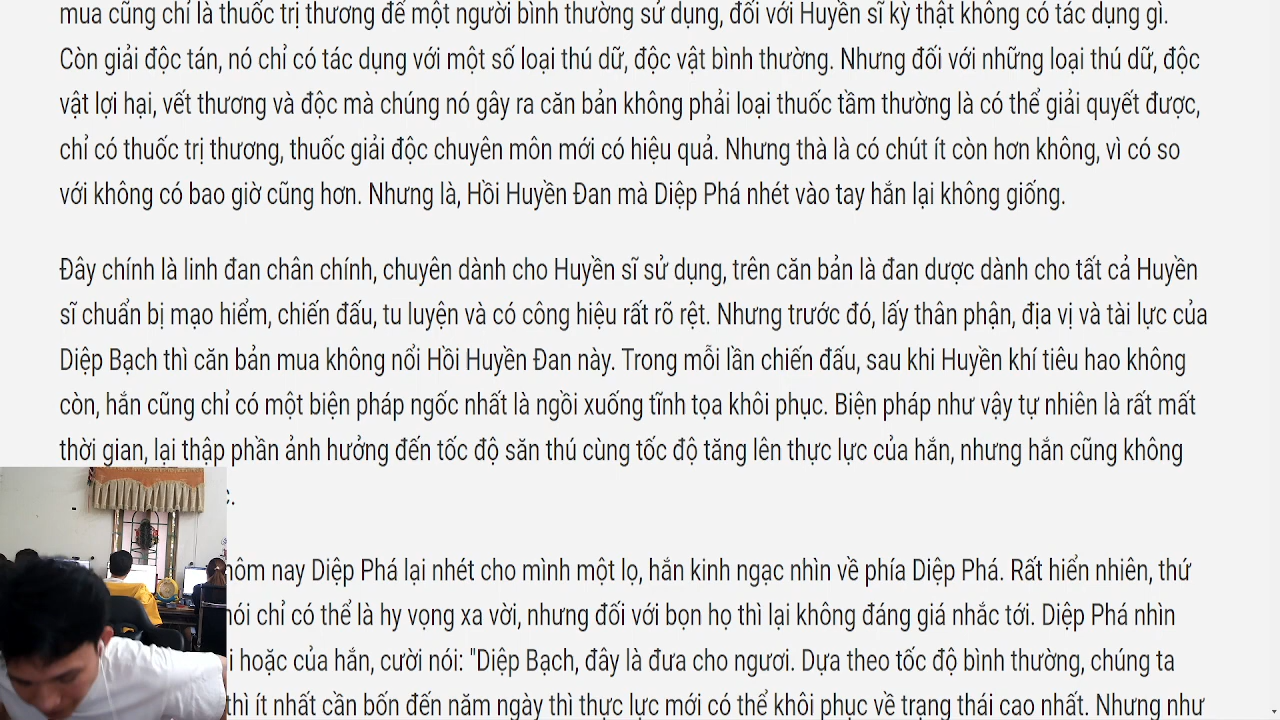 mua cũng chỉ là thuốc trị thương để một người bình thường sử dụng, đối với Huyền sĩ kỳ thật không có tác dụng gì.
Còn giải độc tán, nó chỉ có tác dụng với một số loại thú dữ, độc vật bình thường. Nhưng đối với những loại thú dữ, độc
vật lợi hại, vết thương và độc mà chúng nó gây ra căn bản không phải loại thuốc tầm thường là có thể giải quyết được,
chỉ có thuốc trị thương, thuốc giải độc chuyên môn mới có hiệu quả. Nhưng thà là có chút ít còn hơn không, vì có so
với không có bao giờ cũng hơn. Nhưng là, Hồi Huyền Đan mà Diệp Phá nhét vào tay hắn lại không giống.
Đây chính là linh đan chân chính, chuyên dành cho Huyền sĩ sử dụng, trên căn bản là đan dược dành cho tất cả Huyền
sĩ chuẩn bị mạo hiểm, chiến đấu, tu luyện và có công hiệu rất rõ rệt. Nhưng trước đó, lấy thân phận, địa vị và tài lực của
Diệp Bạch thì căn bản mua không nổi Hồi Huyền Đan này. Trong mỗi lần chiến đấu, sau khi Huyền khí tiêu hao không
còn, hắn cũng chỉ có một biện pháp ngốc nhất là ngồi xuống tĩnh tọa khôi phục. Biện pháp như vậy tự nhiên là rất mất
thời gian, lại thập phần ảnh hưởng đến tốc độ săn thú cùng tốc độ tăng lên thực lực của hắn, nhưng hắn cũng không
nay Diệp Phá lại nhét cho mình một lọ, hắn kinh ngạc nhìn về phía Diệp Phá. Rất hiển nhiên, thứ
chỉ có thể là hy vọng xa vời, nhưng đối với bọn họ thì lại không đáng giá nhắc tới. Diệp Phá nhìn
hoặc của hắn, cười nói: "Diệp Bạch, đây là đưa cho ngươi. Dựa theo tốc độ bình thường, chúng ta
thì ít nhất cần bốn đến năm ngày thì thực lực mới có thể khôi phục về trạng thái cao nhất. Nhưng như